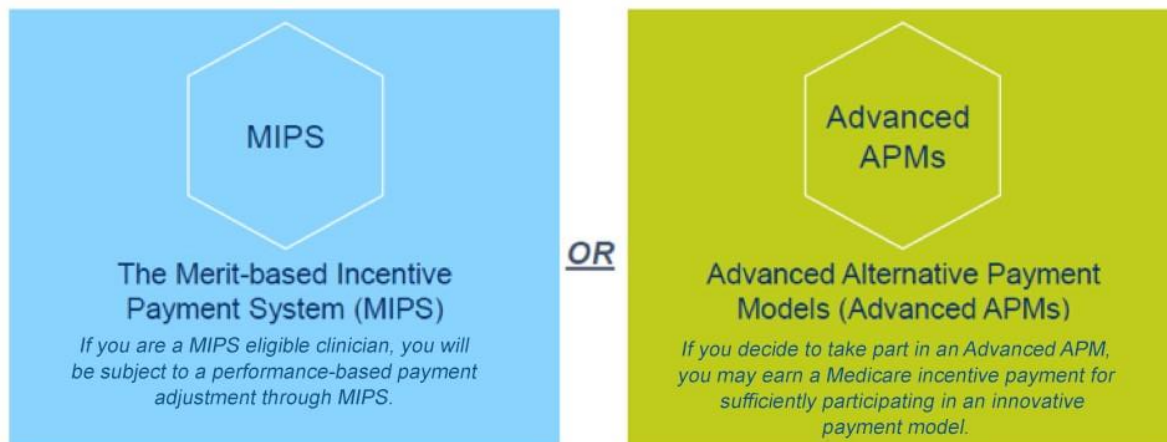 MIPS
The Merit-based Incentive
Payment System (MIPS)
If you are a MIPS eligible clinician, you will
be subject to a performance-based payment
adjustment through MIPS.
OR
Advanced
APMs
Advanced Alternative Payment
Models (Advanced APMs)
If you decide to take part in an Advanced APM,
you may earn a Medicare incentive payment for
sufficiently participating in an innovative
payment model.